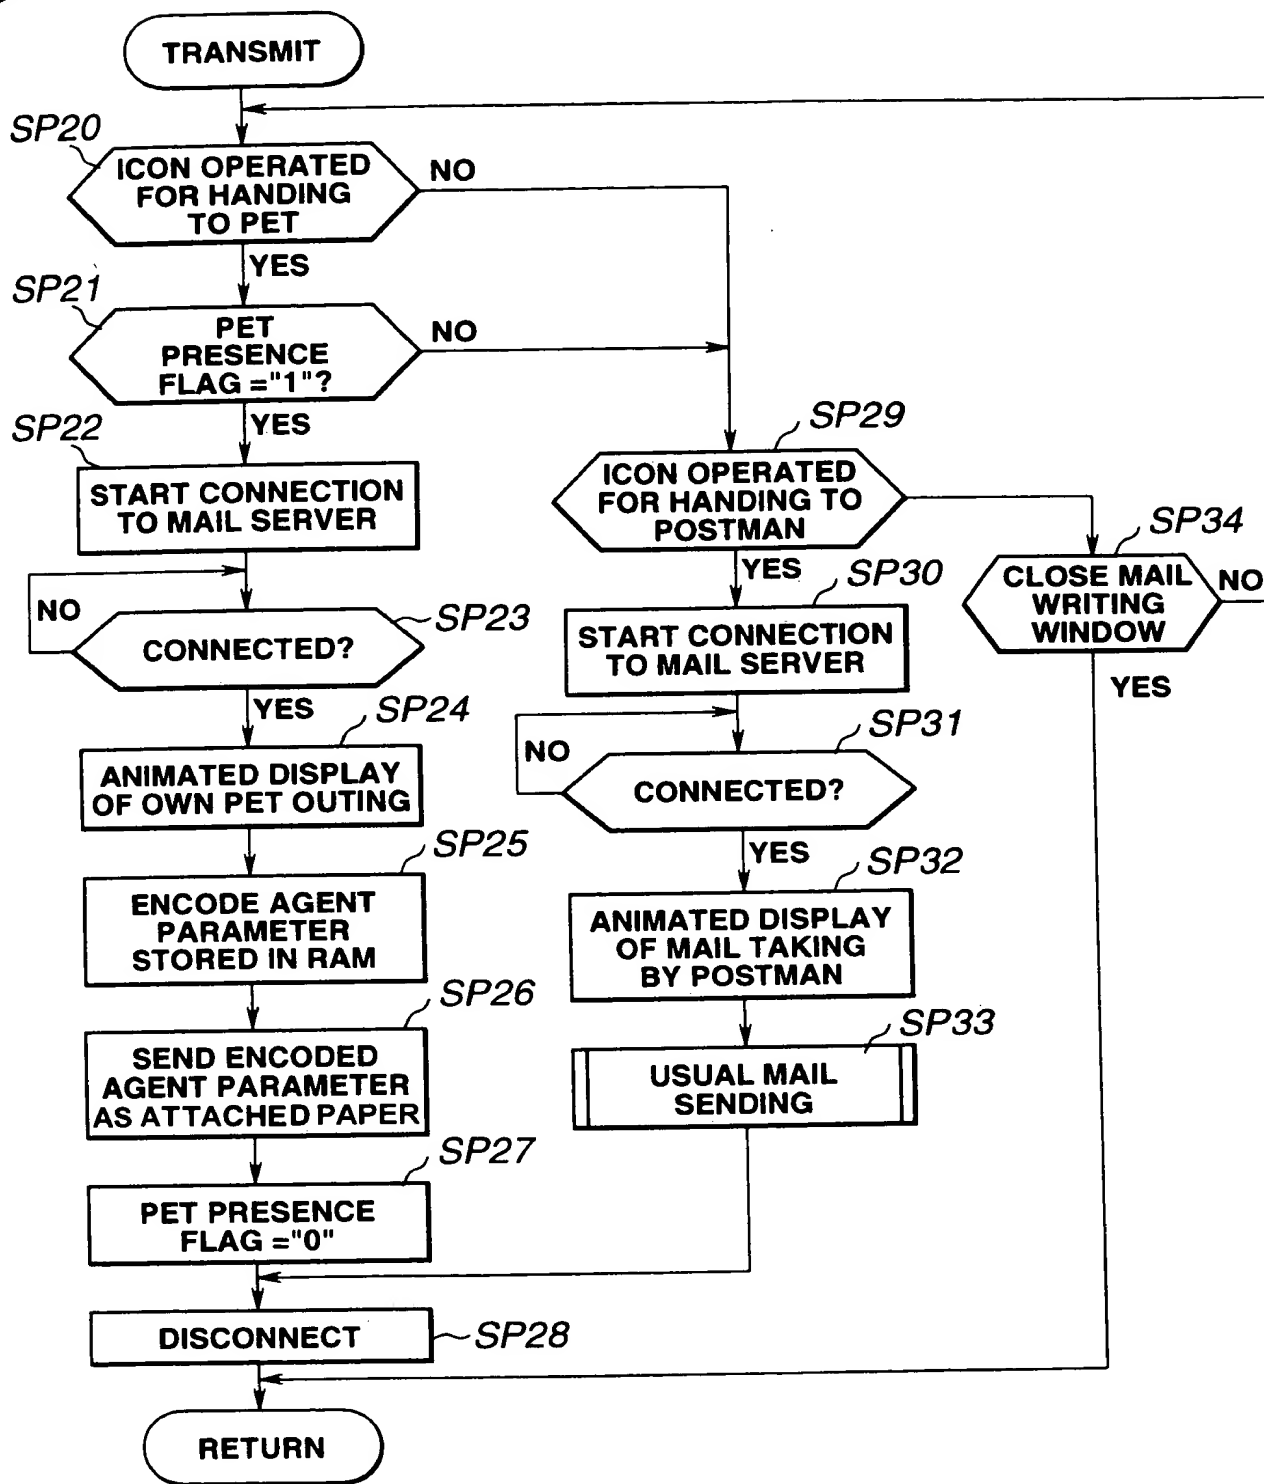 TRANSMIT
SP20
ICON OPERATED
FOR HANDING
TO PET
NO
YES
SP21
PET
PRESENCE
FLAG ="1"?
NO
YES
SP22
START CONNECTION
TO MAIL SERVER
NO
CONNECTED?
SP23
YES
SP24
ANIMATED DISPLAY
OF OWN PET OUTING
SP25
ENCODE AGENT
PARAMETER
STORED IN RAM
SP26
SEND ENCODED
AGENT PARAMETER
AS ATTACHED PAPER
SP27
PET PRESENCE
FLAG ="0"
DISCONNECT
SP28
RETURN
SP29
ICON OPERATED
FOR HANDING TO
POSTMAN
YES
SP30
START CONNECTION
TO MAIL SERVER
NO
SP31
CONNECTED?
YES
SP32
ANIMATED DISPLAY
OF MAIL TAKING
BY POSTMAN
SP33
USUAL MAIL
SENDING
SP34
CLOSE MAIL
WRITING
WINDOW
NO
YES